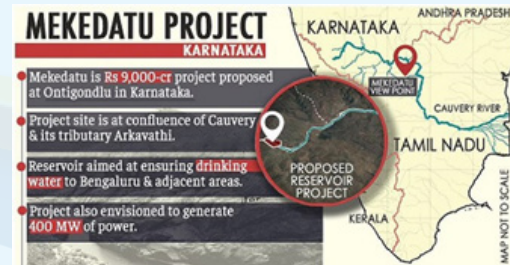 MEKEDATU PROJECT
KARNATAKA
Mekedatu is Rs 9,000-cr project proposed
at Ontigondlu in Karnataka.
Project site is at confluence of Cauvery
& its tributary Arkavathi.
Reservoir aimed at ensuring drinking
water to Bengaluru & adjacent areas.
Project also envisioned to generate
400 MW of power.
PROPOSED
RESERVOIR
PROJECT
KARNATAKA
ANDHRA PRADESH
MEKEDATU
VIEW POINT
CAUVERY RIVER
TAMIL NADU
KERALA
MAP NOT TO SCALE